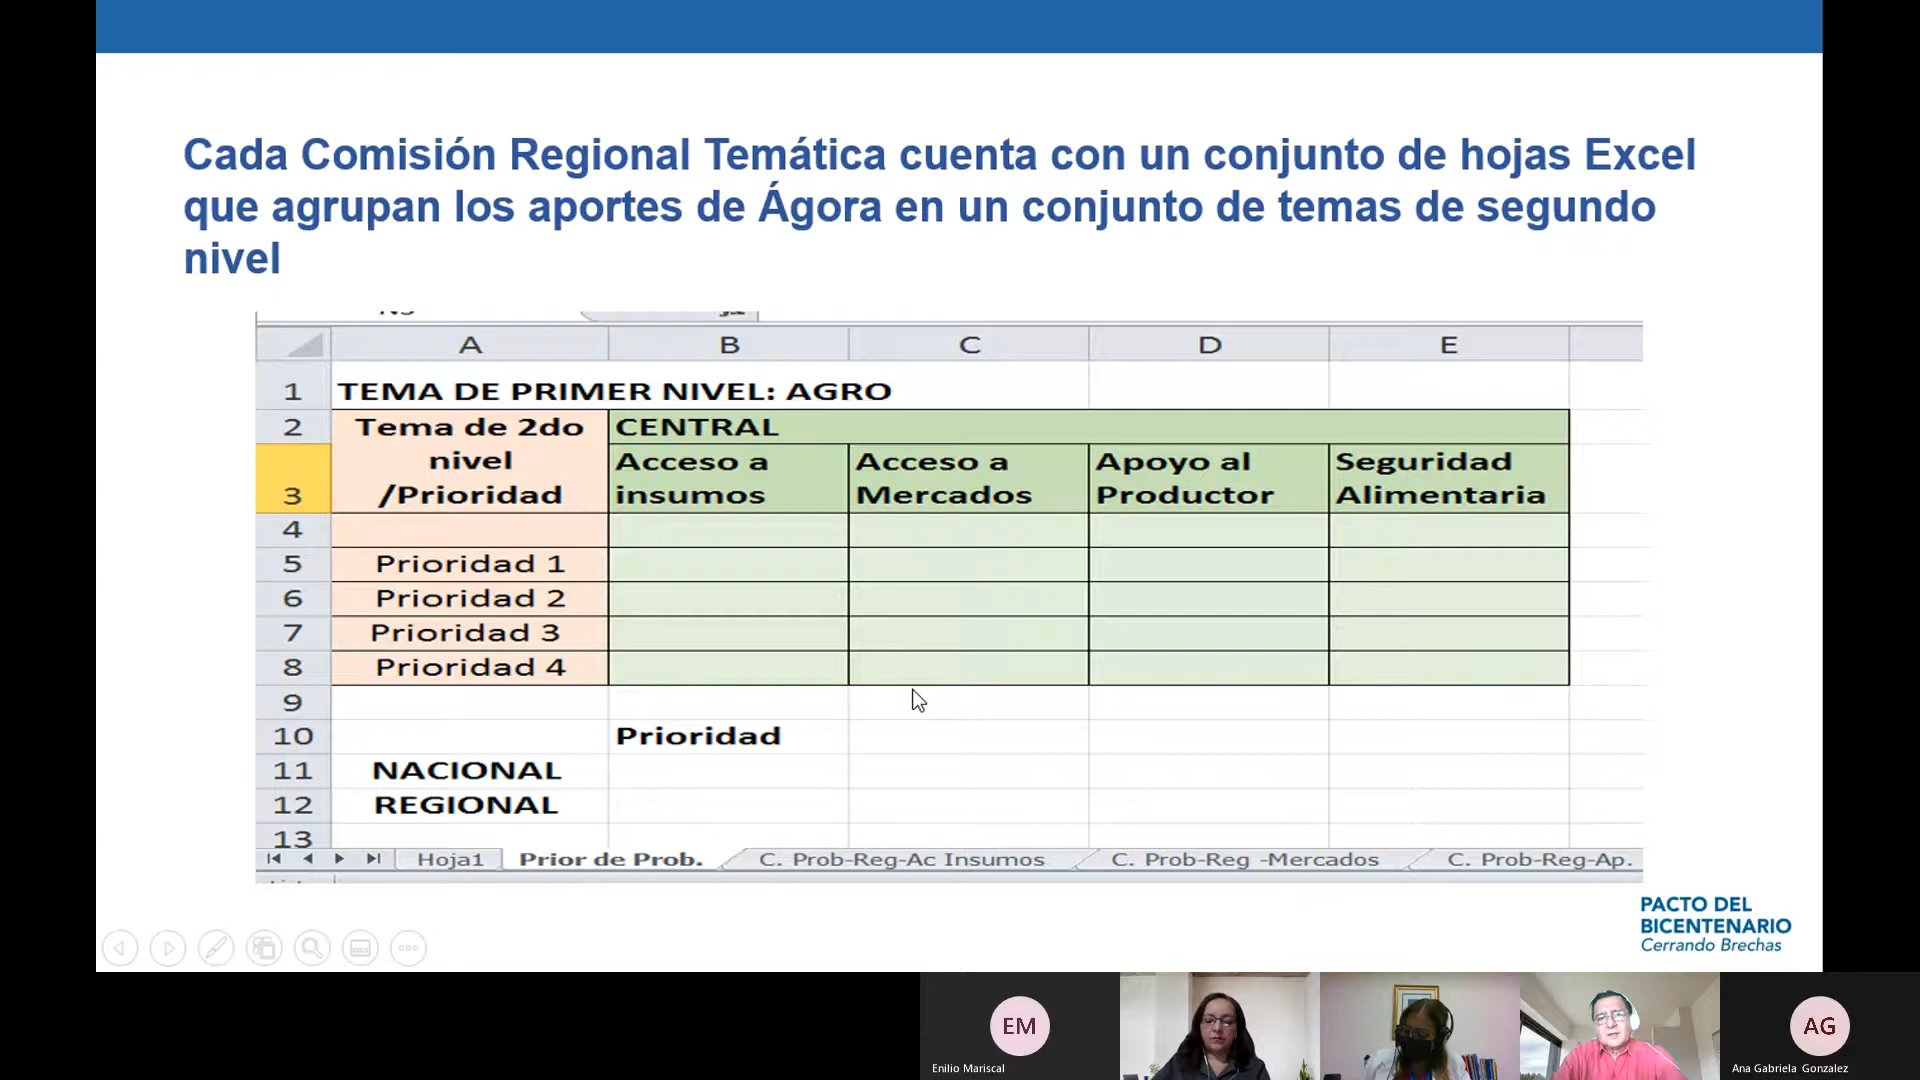 Cada Comisión Regional Temática cuenta con un conjunto de hojas Excel
que agrupan los aportes de Ágora en un conjunto de temas de segundo
nivel
A B C D E
1 TEMA DE PRIMER NIVEL: AGRO
2 Tema de 2do CENTRAL
nivel Acceso a Acceso a Apoyo al Seguridad
3 /Prioridad insumos Mercados Productor Alimentaria
4
5 Prioridad 1
6 Prioridad 2
7 Prioridad 3
8 Prioridad 4
9
10 Prioridad
11 NACIONAL
12 REGIONAL
13
Hoja1 Prior de Prob. C. Prob-Reg-Ac Insumos C. Prob-Reg -Mercados C. Prob-Reg-Ap.
PACTO DEL
BICENTENARIO
Cerrando Brechas
EM
AG
Enilio Mariscal
Ana Gabriela Gonzalez